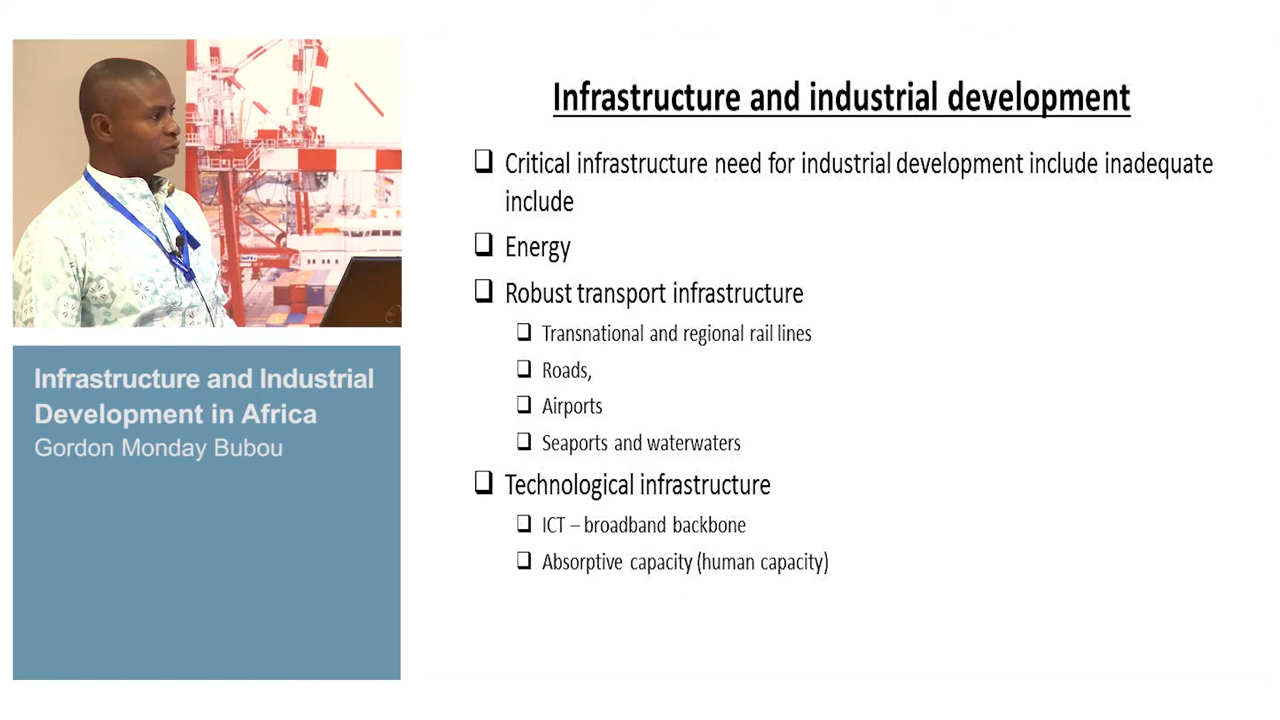 Infrastructure and industrial development
❑ Critical infrastructure need for industrial development include inadequate
include
❑ Energy
❑ Robust transport infrastructure
❑ Transnational and regional rail lines
❑ Roads,
❑ Airports
❑ Seaports and waterwaters
❑ Technological infrastructure
❑ ICT – broadband backbone
❑ Absorptive capacity (human capacity)
Infrastructure and Industrial
Development in Africa
Gordon Monday Bubou